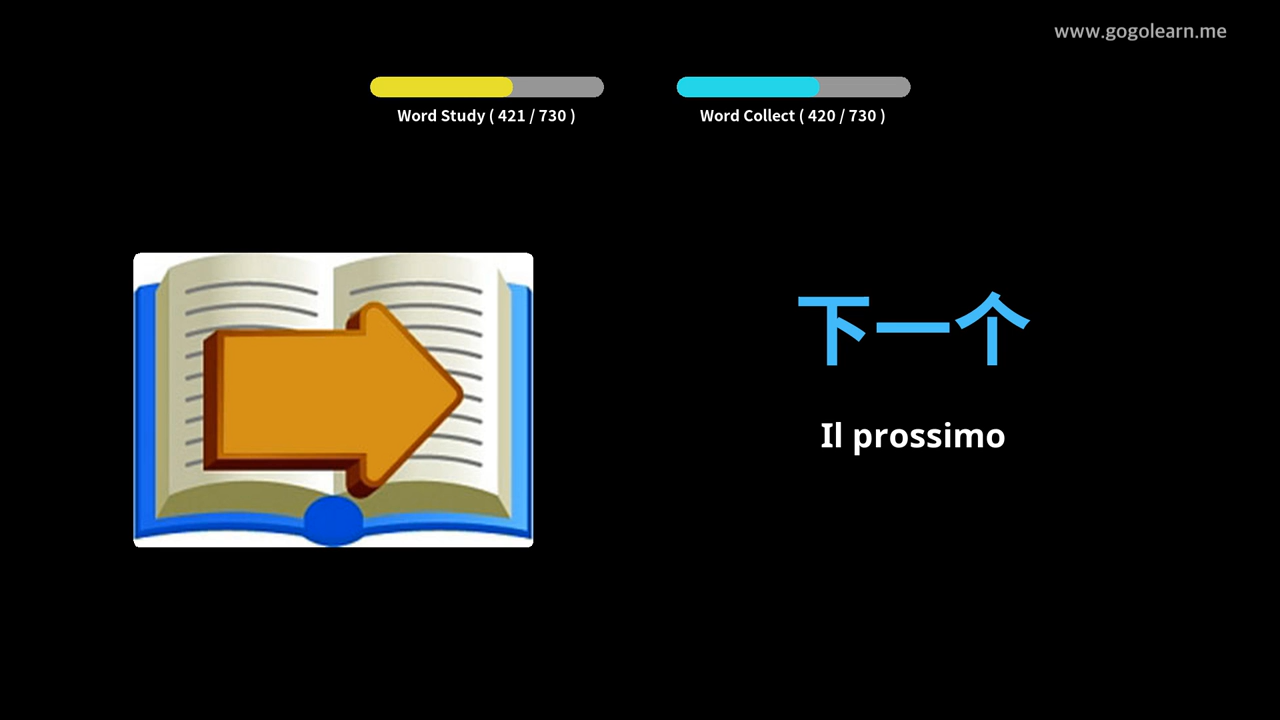 www.gogolearn.me
Word Study ( 421 / 730 )
Word Collect ( 420 / 730 )
下一个
Il prossimo